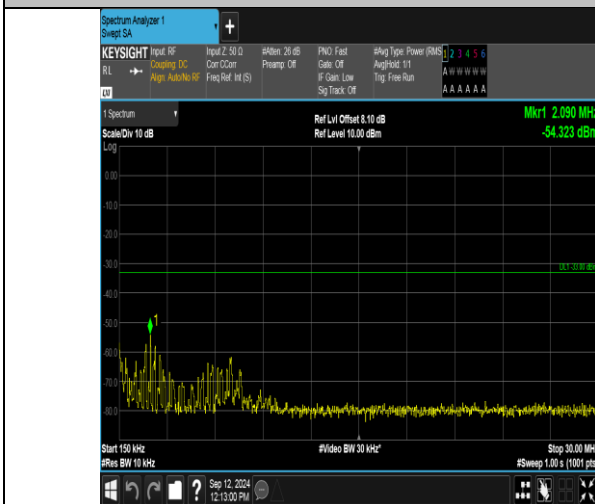 Spectrum Analyzer 1
Swept SA
+
KEYSIGHT
RL
Input: RF
Coupling: DC
Align: Auto/No RF
Input Z: 50 Ω
Corr CCorr
Freq Ref: Int (S)
#Atten: 26 dB
Preamp: Off
PNO: Fast
Gate: Off
IF Gain: Low
Sig Track: Off
#Avg Type: Power (RMS
Avg|Hold: 1/1
Trig: Free Run
1 2 3 4 5 6
A W W W W W
A A A A A A
1 Spectrum
Scale/Div 10 dB
Ref Lvl Offset 8.10 dB
Ref Level 10.00 dBm
Mkr1 2.090 MHz
-54.323 dBm
Log
0.00
-10.0
-20.0
-30.0
DL1 -33.00 dBm
-40.0
1
-50.0
-60.0
-70.0
-80.0
Start 150 kHz
#Res BW 10 kHz
#Video BW 30 kHz*
Stop 30.00 MHz
#Sweep 1.00 s (1001 pts
?
Sep 12, 2024
12:13:00 PM